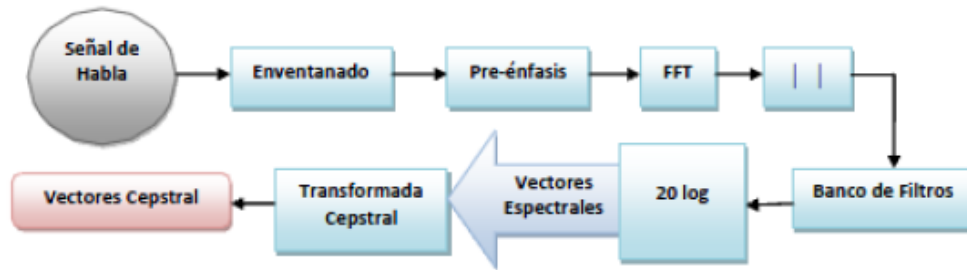 Señal de
Habla
Enventanado
Pre-énfasis
FFT
| |
Banco de Filtros
20 log
Vectores
Espectrales
Transformada
Cepstral
Vectores Cepstral